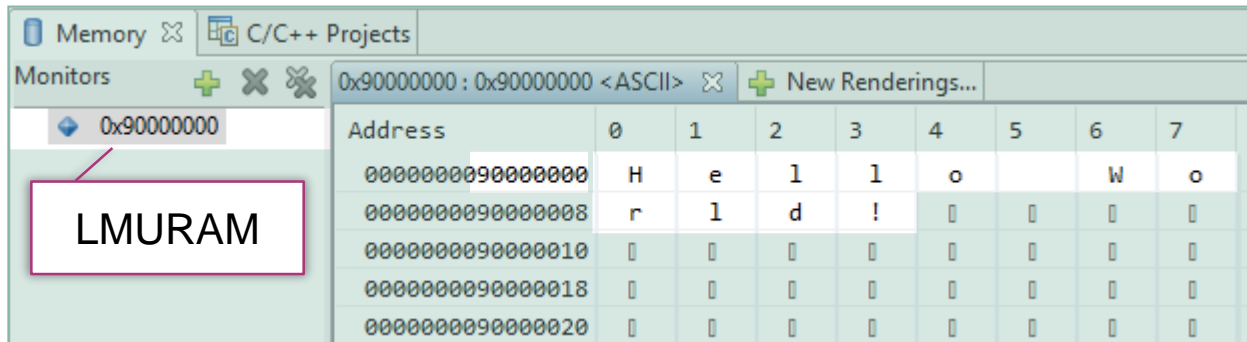 Memory C/C++ Projects
Monitors 0x90000000 : 0x90000000 <ASCII> New Renderings...
0x90000000 Address 0 1 2 3 4 5 6 7
0000000090000000 H e l l o W o
LMURAM 0000000090000008 r l d !
0000000090000010
0000000090000018
0000000090000020